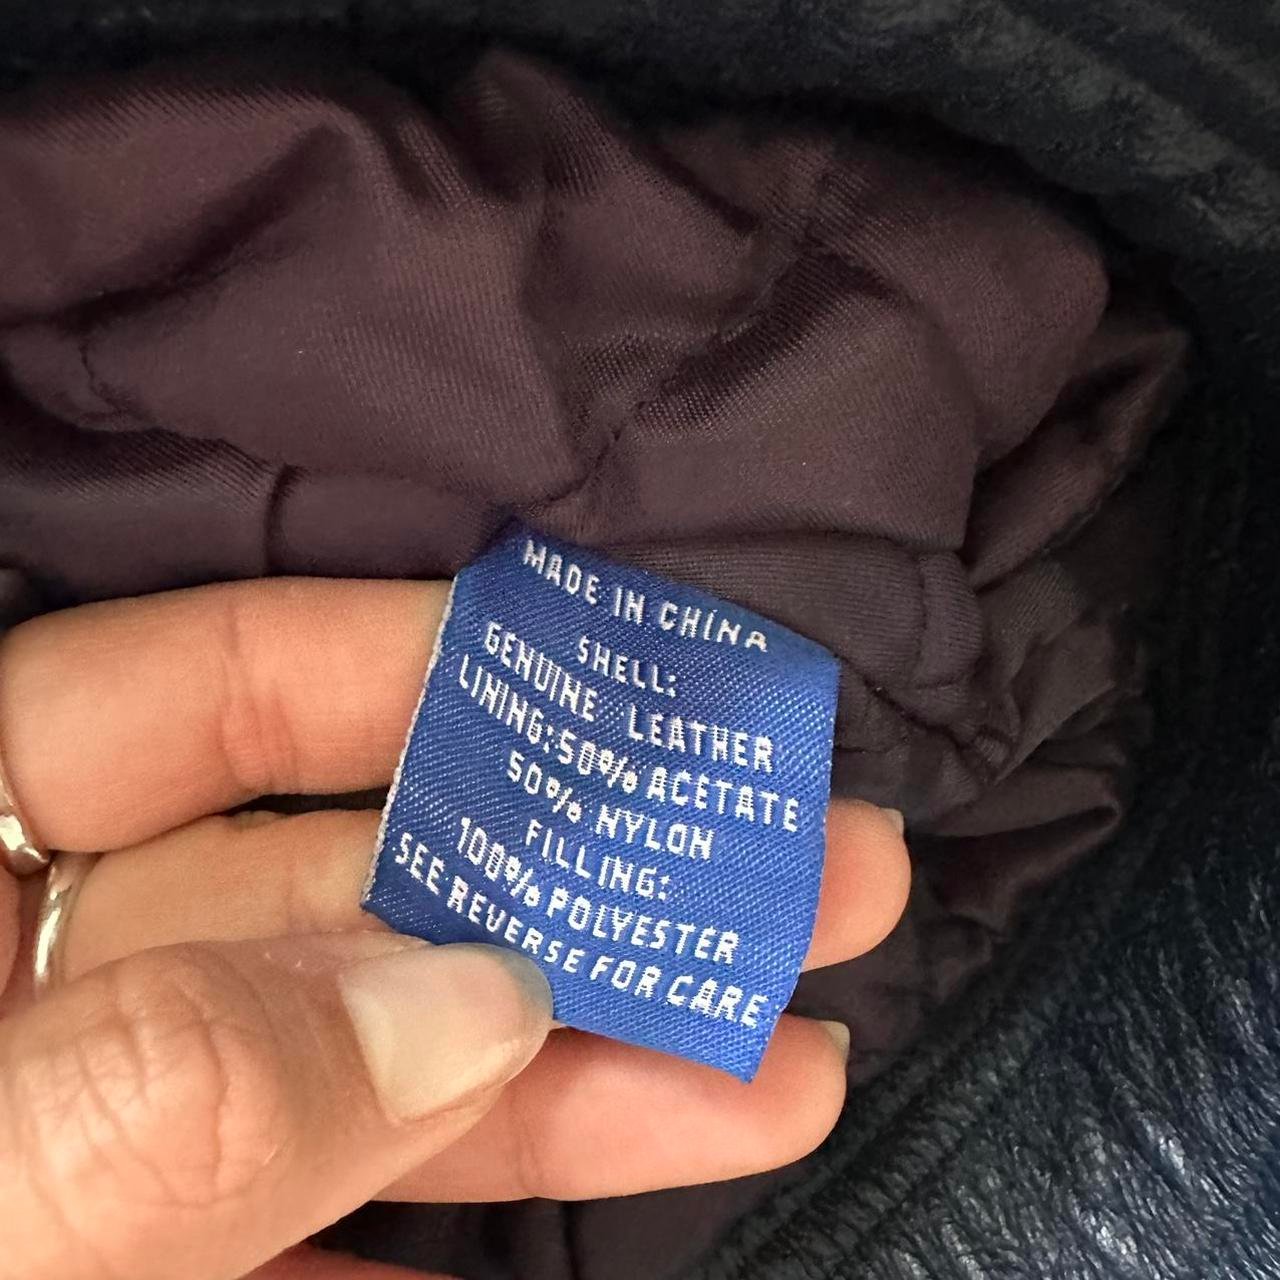 MADE IN CHINA
SHELL:
GENUINE LEATHER
LINING:50% ACETATE
50% NYLON
FILLING:
100% POLYESTER
SEE REVERSE FOR CARE